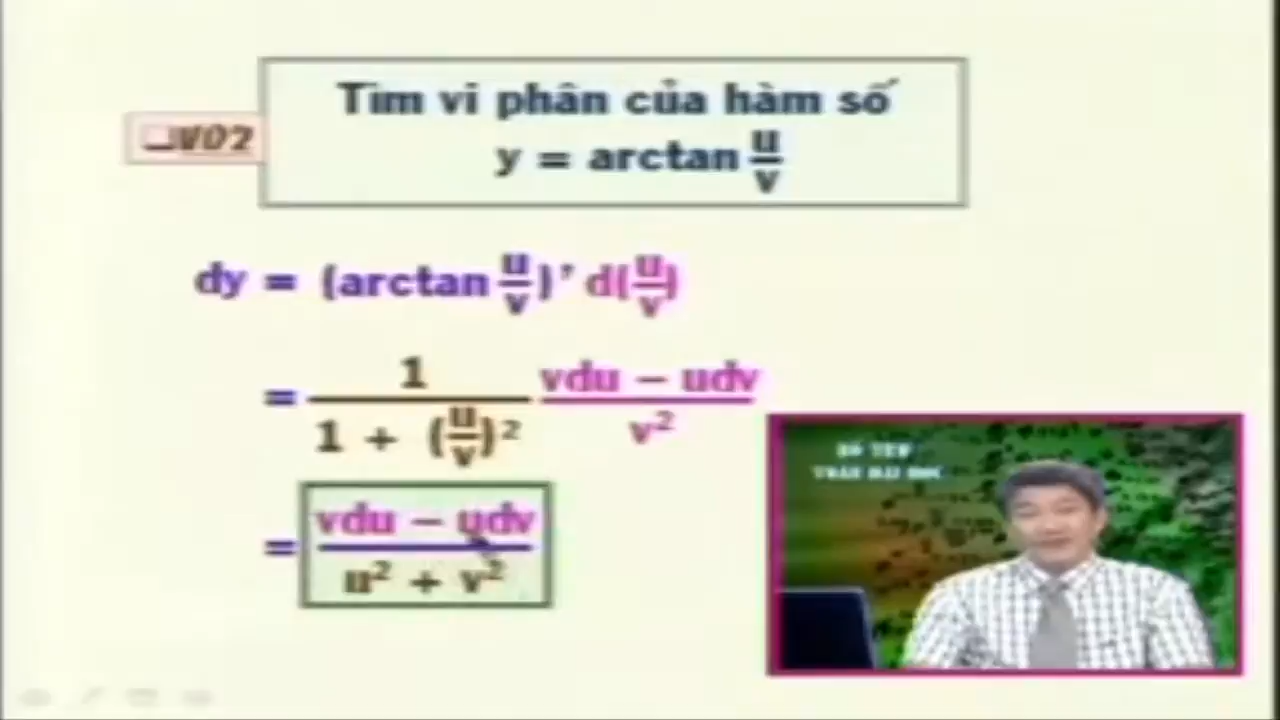 Tìm vi phân của hàm số
❑VD2
y = arctan u/v
dy = (arctan u/v)' d(u/v)
= 1/(1 + (u/v)²) (vdu − udv)/v²
= (vdu − udv)/(u² + v²)